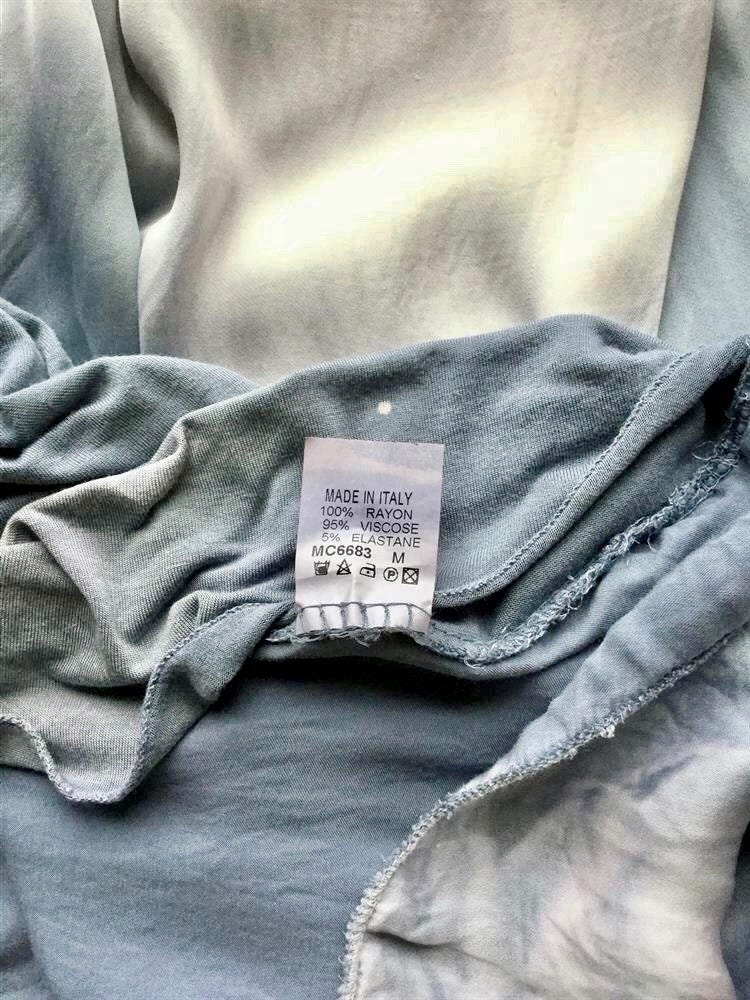 MADE IN ITALY
100% RAYON
95% VISCOSE
5% ELASTANE
MC6683 M
P